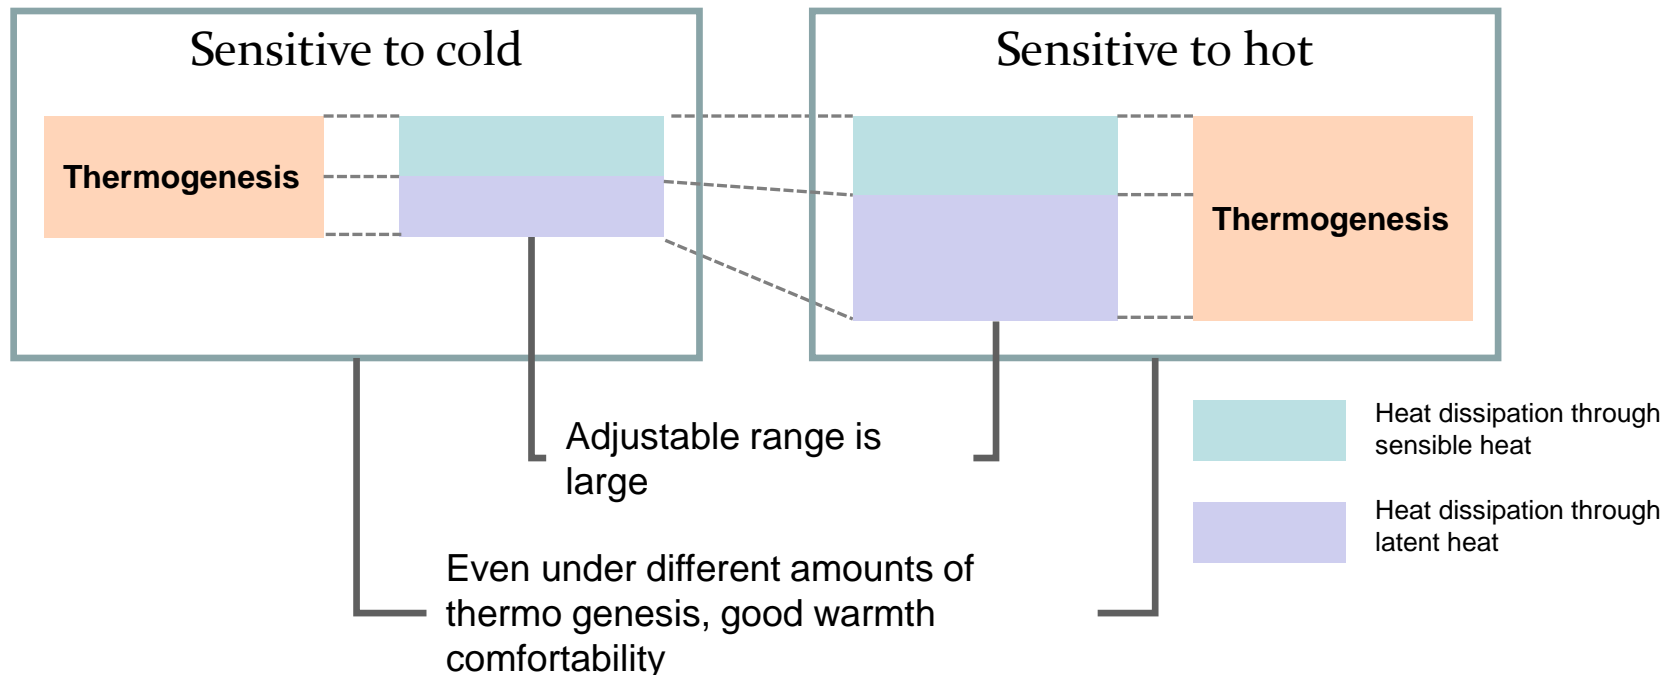 Sensitive to cold
Sensitive to hot
Thermogenesis
Thermogenesis
Adjustable range is
large
Heat dissipation through
sensible heat
Heat dissipation through
latent heat
Even under different amounts of
thermo genesis, good warmth
comfortability